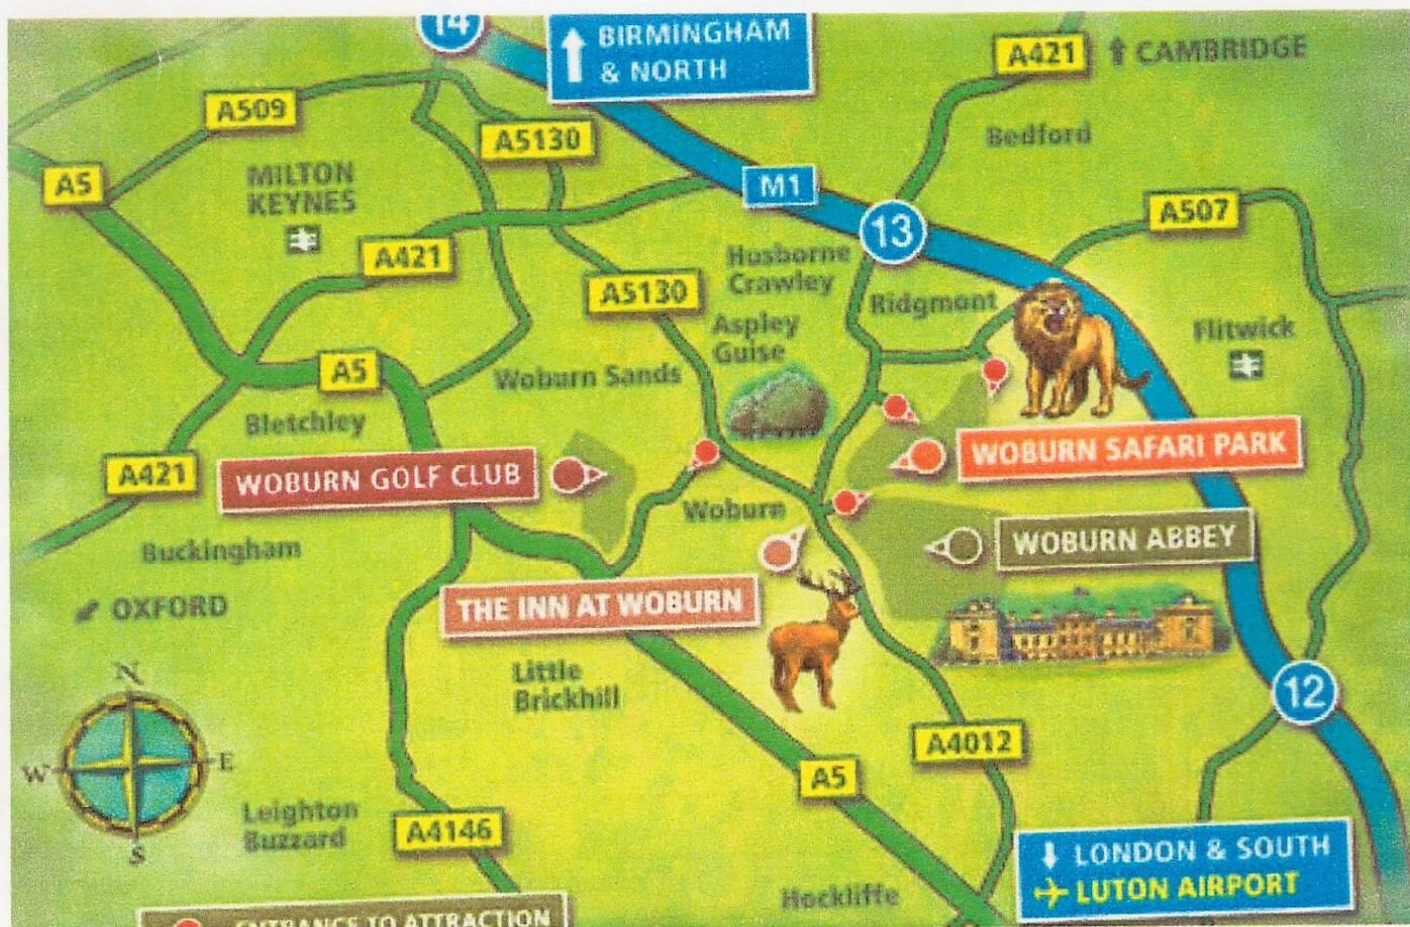 14
BIRMINGHAM
& NORTH
A421
CAMBRIDGE
A509
A5130
Bedford
A5
MILTON
KEYNES
M1
A507
13
A421
Husborne
Crawley
A5130
Ridgmont
Aspley
Guise
Flitwick
A5
Woburn Sands
Bletchley
A421
WOBURN GOLF CLUB
WOBURN SAFARI PARK
Woburn
Buckingham
WOBURN ABBEY
OXFORD
THE INN AT WOBURN
Little
Brickhill
N
W
E
S
12
A4012
A5
Leighton
Buzzard
A4146
LONDON & SOUTH
LUTON AIRPORT
Hockliffe
ENTRANCE TO ATTRACTION